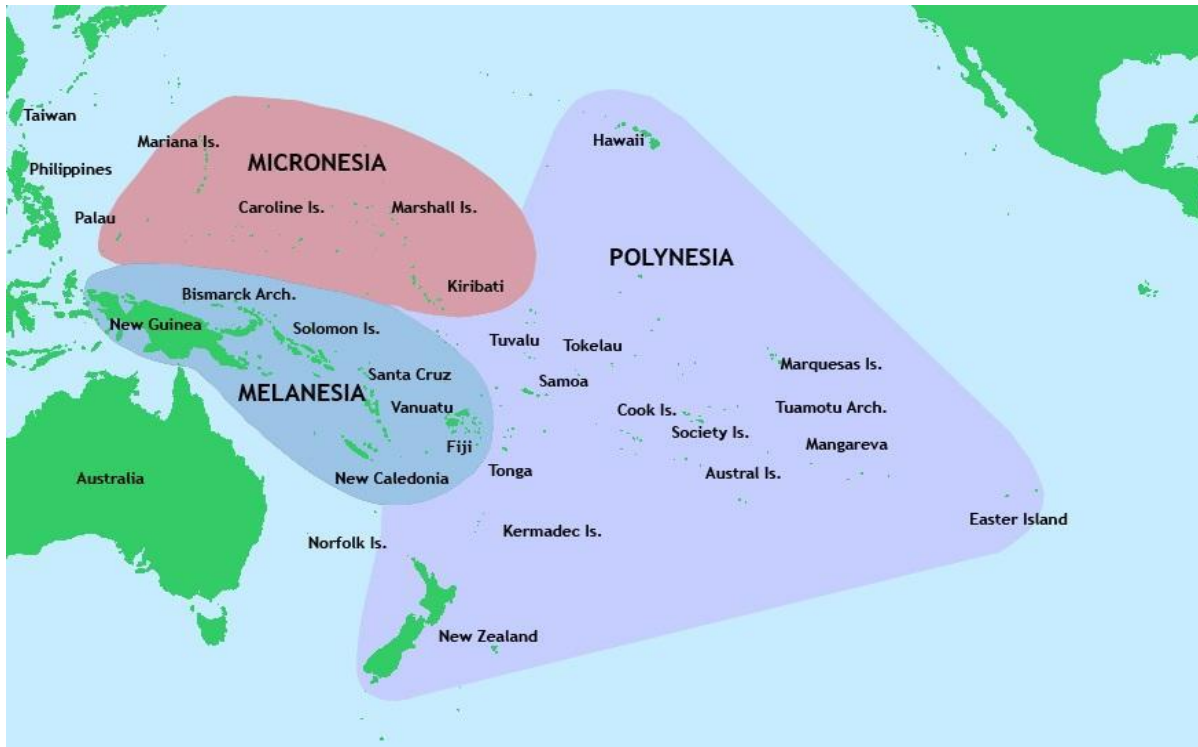 Taiwan
Hawaii
Mariana Is.
MICRONESIA
Philippines
Caroline Is.
Marshall Is.
Palau
POLYNESIA
Kiribati
Bismarck Arch.
New Guinea
Solomon Is.
Tuvalu
Tokelau
Marquesas Is.
Santa Cruz
Samoa
MELANESIA
Vanuatu
Cook Is.
Tuamotu Arch.
Society Is.
Fiji
Mangareva
Tonga
Austral Is.
Australia
New Caledonia
Easter Island
Kermadec Is.
Norfolk Is.
New Zealand